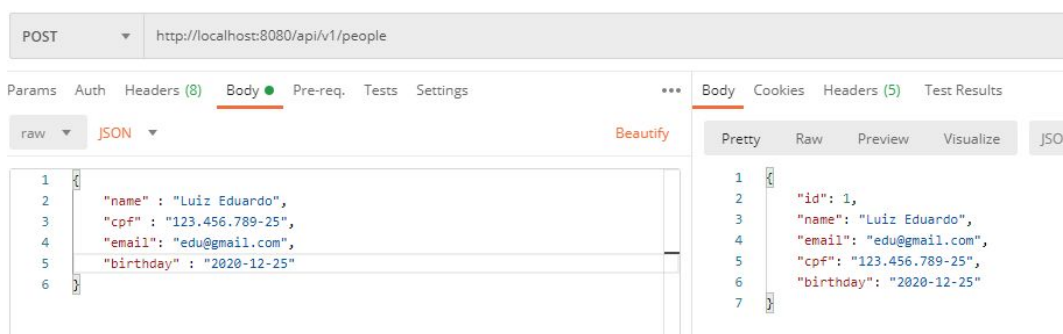 POST http://localhost:8080/api/v1/people
Params Auth Headers (8) Body Pre-req. Tests Settings
raw JSON Beautify
1 {
2 "name" : "Luiz Eduardo",
3 "cpf" : "123.456.789-25",
4 "email": "edu@gmail.com",
5 "birthday" : "2020-12-25"
6 }
Body Cookies Headers (5) Test Results
Pretty Raw Preview Visualize JSO
1 {
2 "id": 1,
3 "name": "Luiz Eduardo",
4 "email": "edu@gmail.com",
5 "cpf": "123.456.789-25",
6 "birthday": "2020-12-25"
7 }